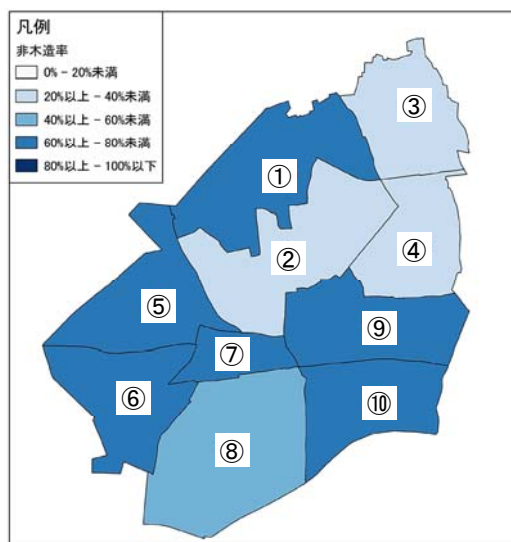 凡例
非木造率
0% - 20%未満
20%以上 - 40%未満
40%以上 - 60%未満
60%以上 - 80%未満
80%以上 - 100%以下
③
①
②
④
⑤
⑨
⑦
⑥
⑩
⑧